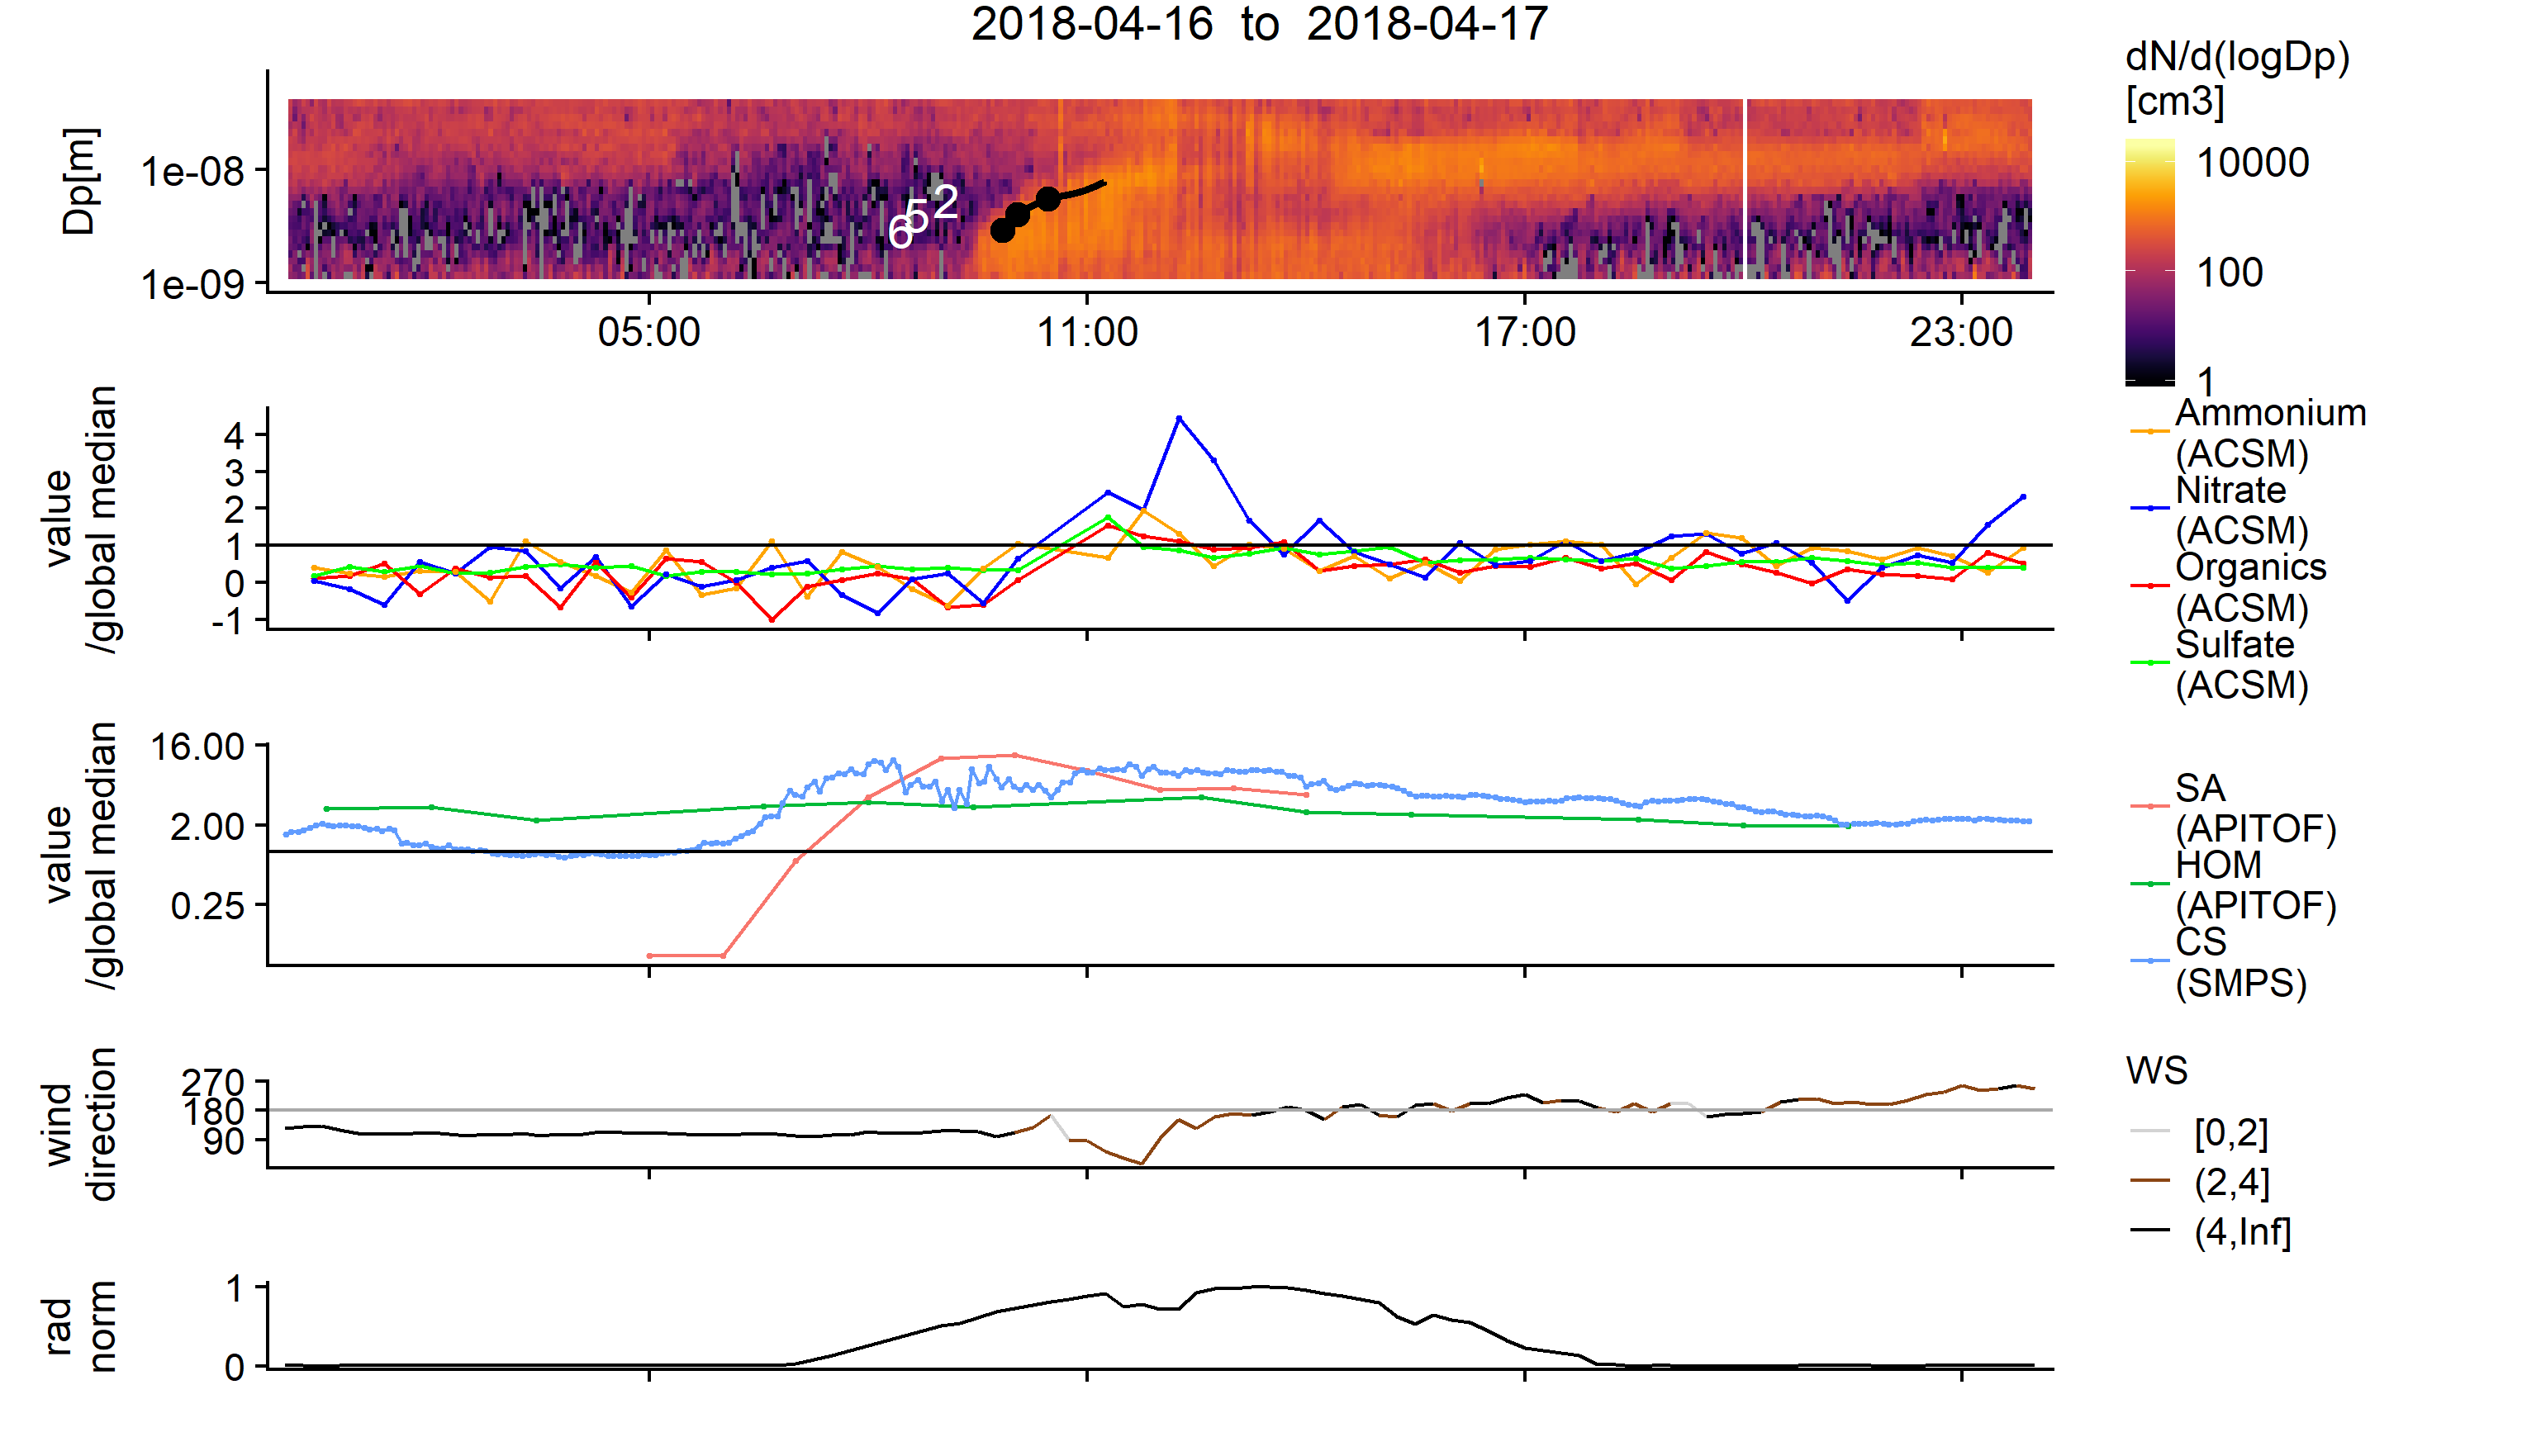 2018-04-16  to  2018-04-17
Dp[m]
1e-08
1e-09
6
5
2
05:00
11:00
17:00
23:00
dN/d(logDp)
[cm3]
10000
100
1
value
/global median
4
3
2
1
0
-1
Ammonium
(ACSM)
Nitrate
(ACSM)
Organics
(ACSM)
Sulfate
(ACSM)
value
/global median
16.00
2.00
0.25
SA
(APITOF)
HOM
(APITOF)
CS
(SMPS)
wind
direction
270
180
90
WS
[0,2]
(2,4]
(4,Inf]
rad
norm
1
0